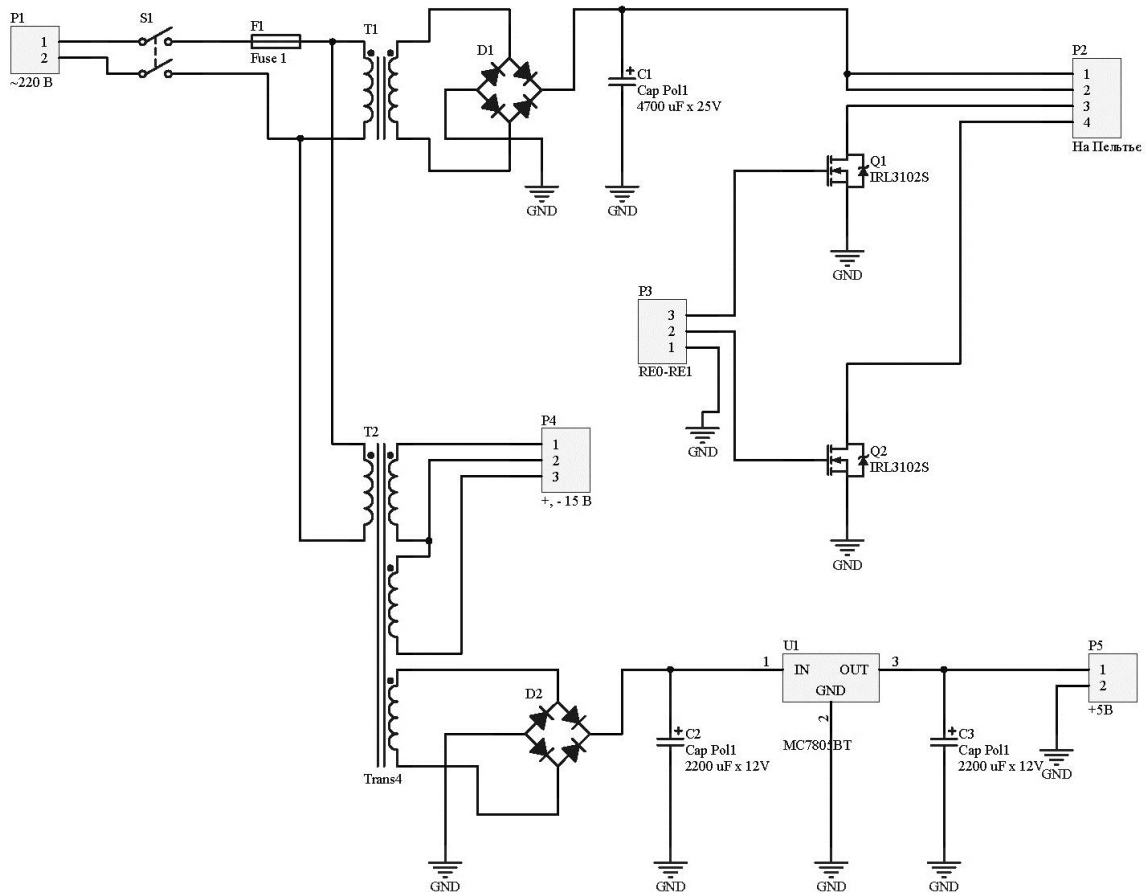 P1
1
2
~220 В
S1
F1
Fuse 1
T1
D1
GND
C1
Cap Pol1
4700 uF x 25V
GND
P2
1
2
3
4
На Пельтьє
Q1
IRL3102S
GND
P3
3
2
1
RE0-RE1
GND
Q2
IRL3102S
GND
T2
P4
1
2
3
+, - 15 В
Trans4
D2
GND
C2
Cap Pol1
2200 uF x 12V
GND
U1
1
IN
OUT
3
GND
2
MC7805BT
GND
C3
Cap Pol1
2200 uF x 12V
GND
P5
1
2
+5В
GND